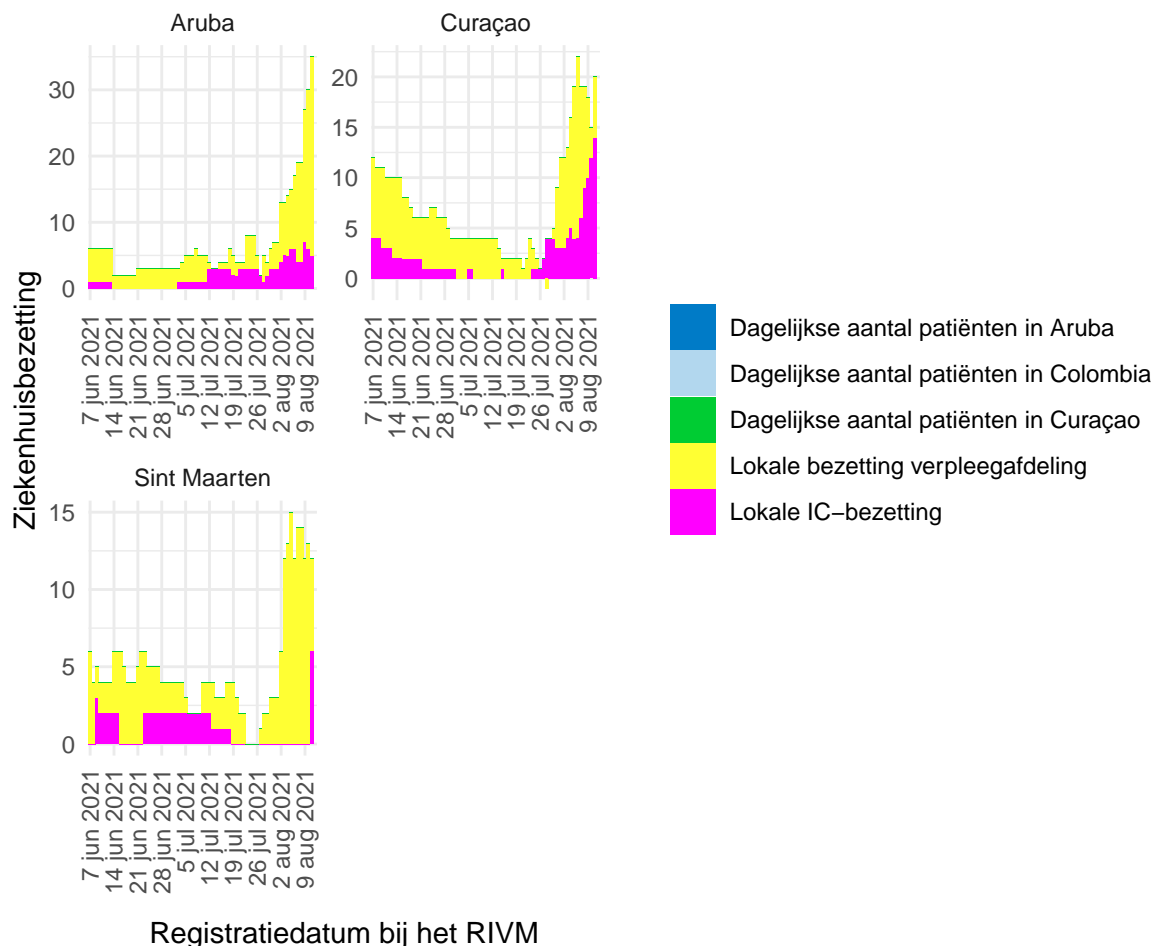 Aruba
Curaçao
30
20
10
0
20
15
10
5
0
7 jun 2021
14 jun 2021
21 jun 2021
28 jun 2021
5 jul 2021
12 jul 2021
19 jul 2021
26 jul 2021
2 aug 2021
9 aug 2021
7 jun 2021
14 jun 2021
21 jun 2021
28 jun 2021
5 jul 2021
12 jul 2021
19 jul 2021
26 jul 2021
2 aug 2021
9 aug 2021
Ziekenhuisbezetting
Sint Maarten
15
10
5
0
7 jun 2021
14 jun 2021
21 jun 2021
28 jun 2021
5 jul 2021
12 jul 2021
19 jul 2021
26 jul 2021
2 aug 2021
9 aug 2021
Registratiedatum bij het RIVM
Dagelijkse aantal patiënten in Aruba
Dagelijkse aantal patiënten in Colombia
Dagelijkse aantal patiënten in Curaçao
Lokale bezetting verpleegafdeling
Lokale IC−bezetting